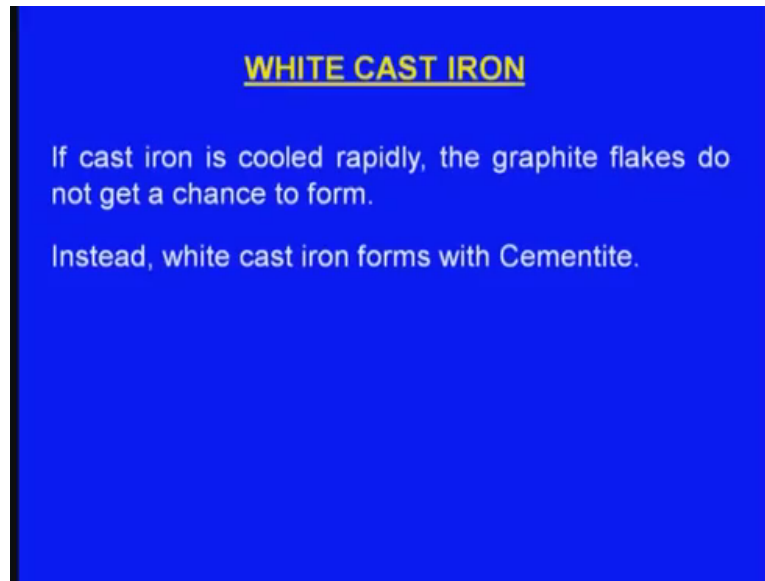 WHITE CAST IRON
If cast iron is cooled rapidly, the graphite flakes do
not get a chance to form.
Instead, white cast iron forms with Cementite.